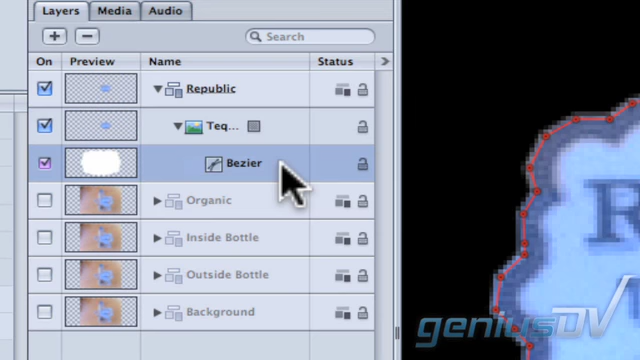 Layers Media Audio
Search
On Preview Name Status
Republic
Teq...
Bezier
Organic
Inside Bottle
Outside Bottle
Background
R
geniusDV